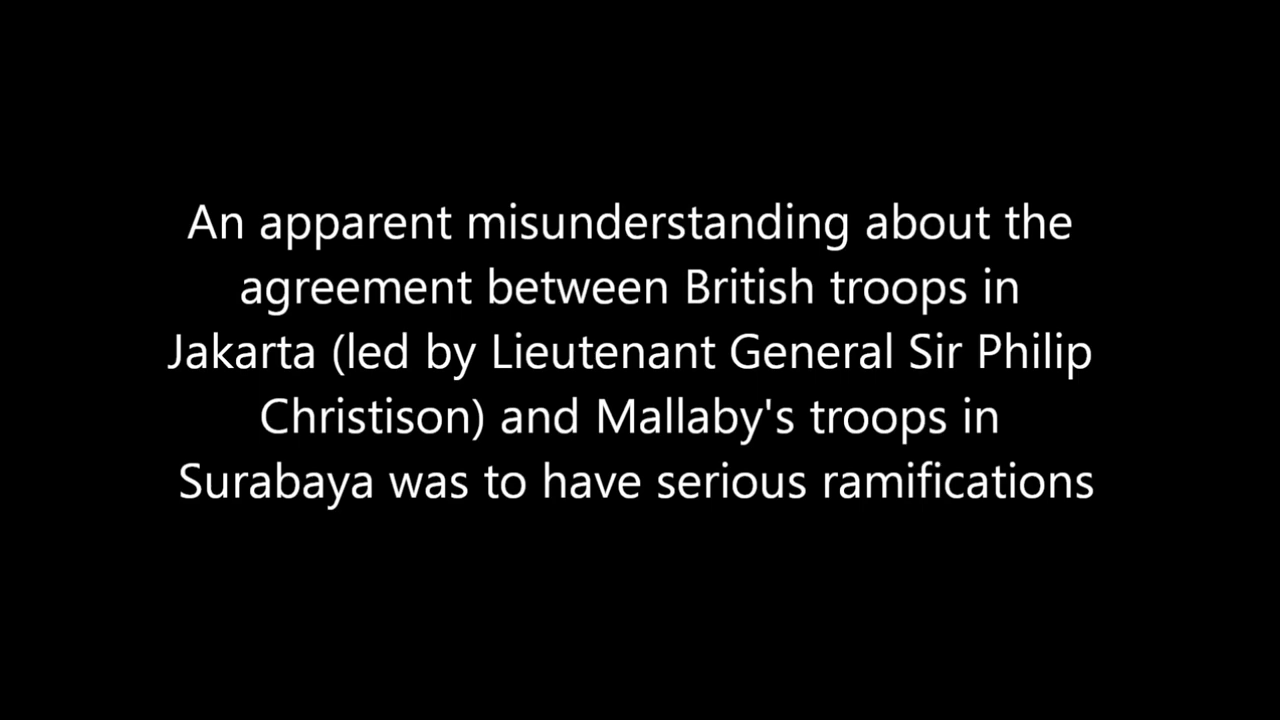 An apparent misunderstanding about the
agreement between British troops in
Jakarta (led by Lieutenant General Sir Philip
Christison) and Mallaby's troops in
Surabaya was to have serious ramifications